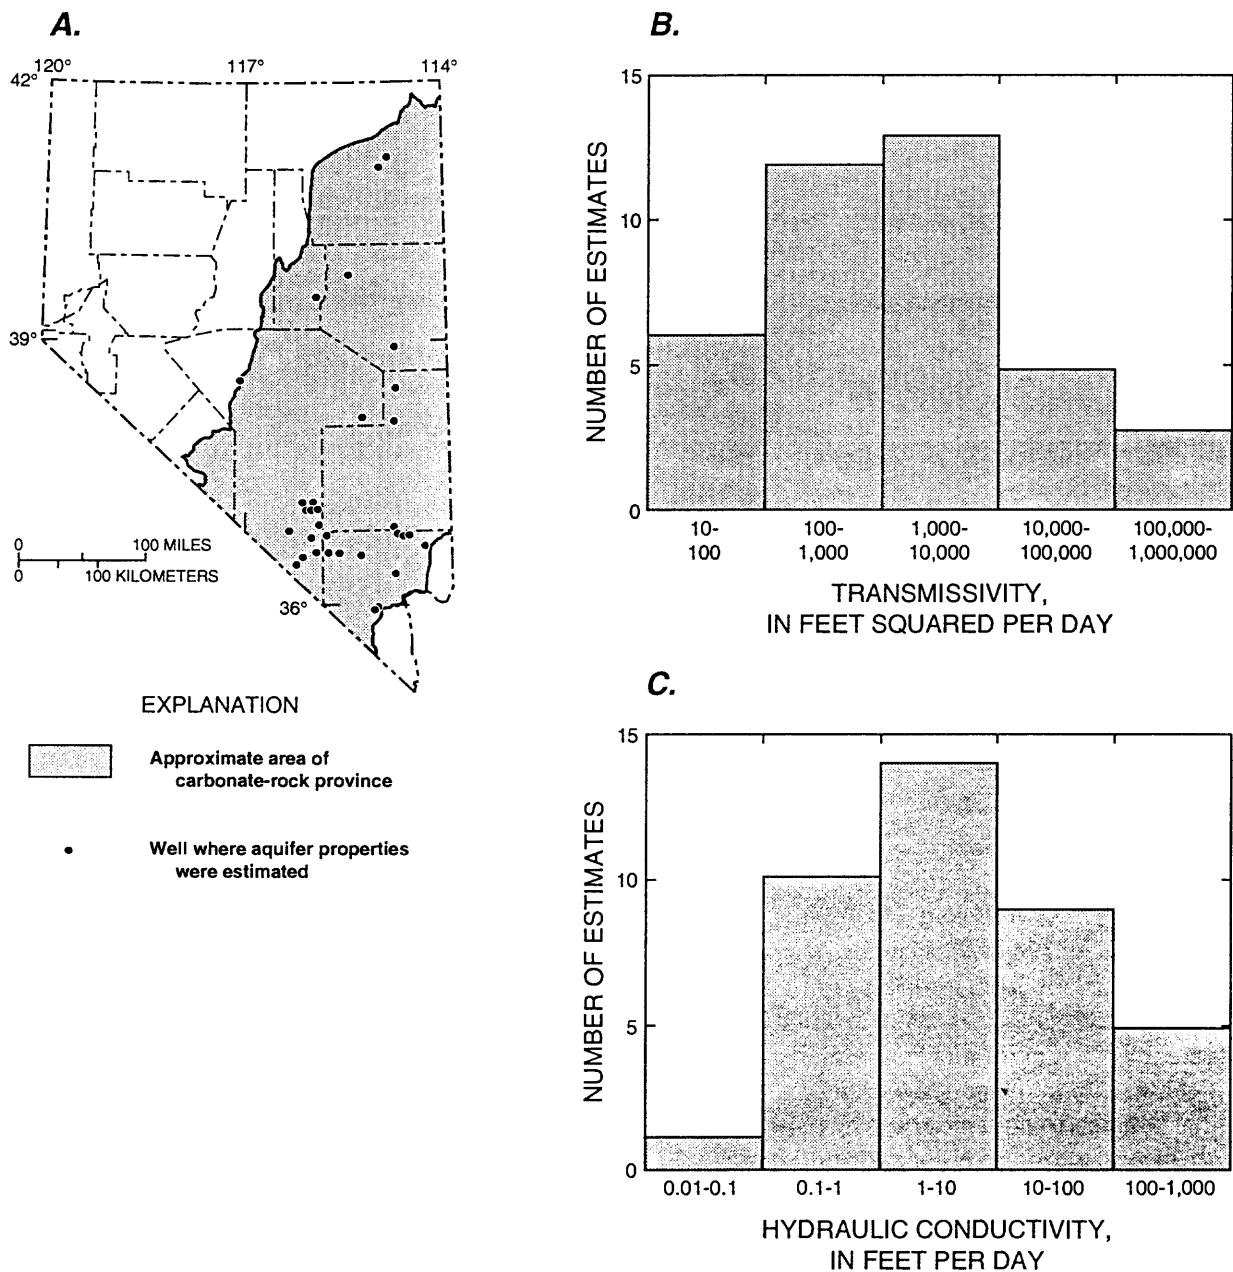 A.
42° 120° 117° 114°
39°
0 100 MILES
0 100 KILOMETERS
36°
EXPLANATION
Approximate area of
carbonate-rock province
Well where aquifer properties
were estimated
B.
15
10
5
0
NUMBER OF ESTIMATES
10- 100- 1,000- 10,000- 100,000-
100 1,000 10,000 100,000 1,000,000
TRANSMISSIVITY,
IN FEET SQUARED PER DAY
C.
15
10
5
0
NUMBER OF ESTIMATES
0.01-0.1 0.1-1 1-10 10-100 100-1,000
HYDRAULIC CONDUCTIVITY,
IN FEET PER DAY